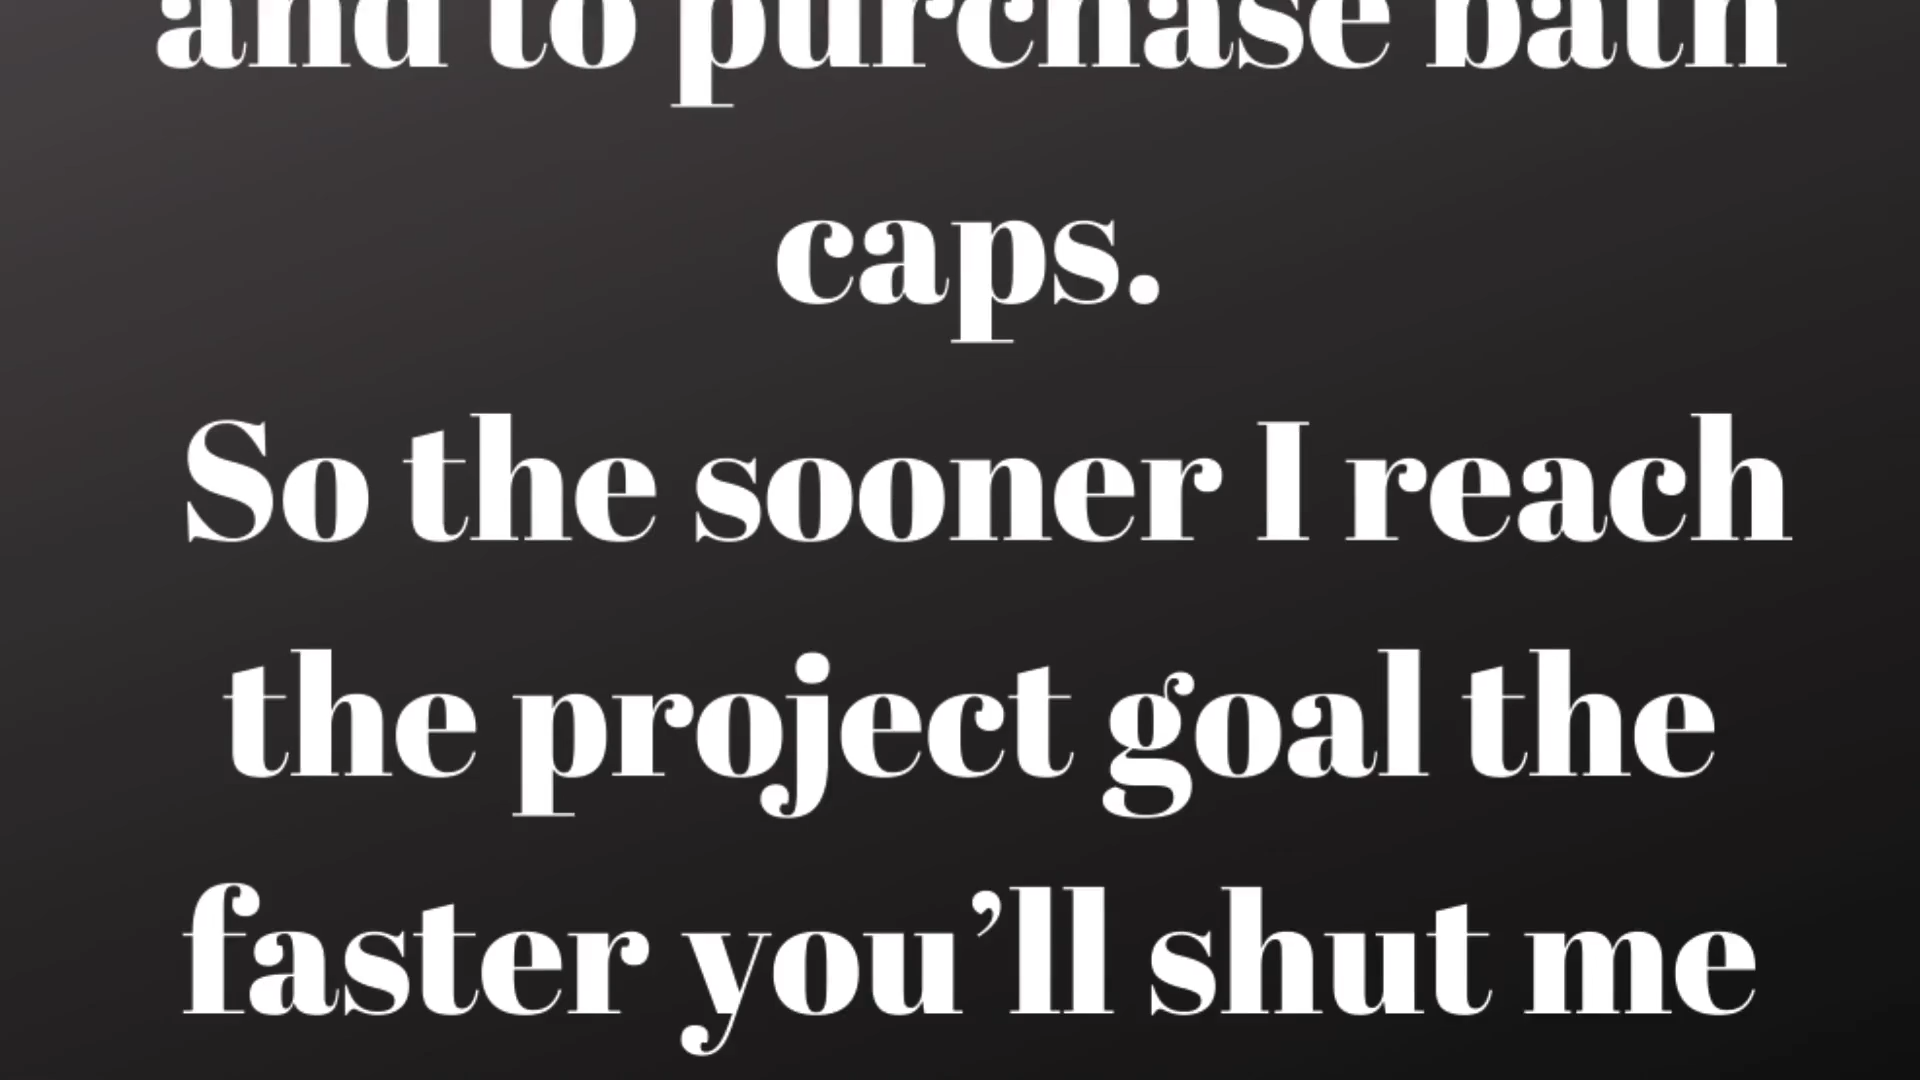 and to purchase bath
caps.
So the sooner I reach
the project goal the
faster you’ll shut me